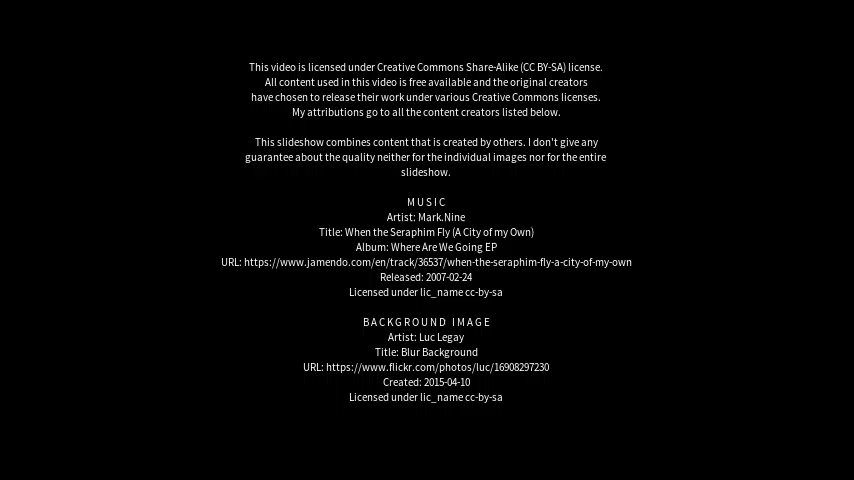 This video is licensed under Creative Commons Share-Alike (CC BY-SA) license.
All content used in this video is free available and the original creators
have chosen to release their work under various Creative Commons licenses.
My attributions go to all the content creators listed below.
This slideshow combines content that is created by others. I don't give any
guarantee about the quality neither for the individual images nor for the entire
slideshow.
MUSIC
Artist: Mark.Nine
Title: When the Seraphim Fly (A City of my Own)
Album: Where Are We Going EP
URL: https://www.jamendo.com/en/track/36537/when-the-seraphim-fly-a-city-of-my-own
Released: 2007-02-24
Licensed under lic_name cc-by-sa
BACKGROUND IMAGE
Artist: Luc Legay
Title: Blur Background
URL: https://www.flickr.com/photos/luc/16908297230
Created: 2015-04-10
Licensed under lic_name cc-by-sa